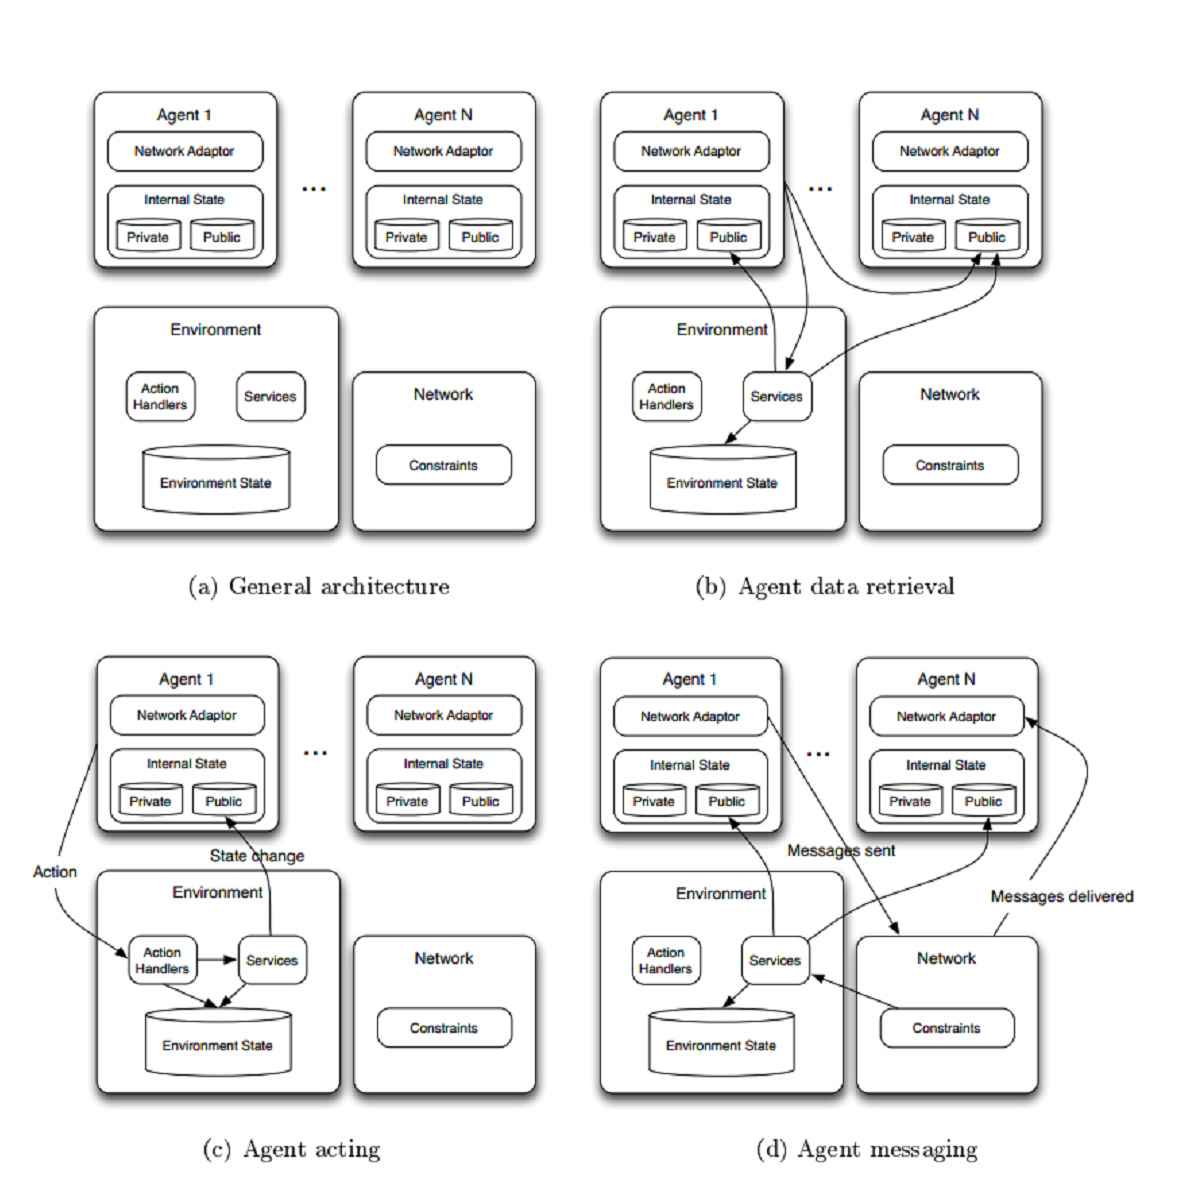 Agent 1
Network Adaptor
Internal State
Private
Public
...
Agent N
Network Adaptor
Internal State
Private
Public
Environment
Action
Handlers
Services
Environment State
Network
Constraints
(a) General architecture
Agent 1
Network Adaptor
Internal State
Private
Public
...
Agent N
Network Adaptor
Internal State
Private
Public
Environment
Action
Handlers
Services
Environment State
Network
Constraints
(b) Agent data retrieval
Agent 1
Network Adaptor
Internal State
Private
Public
...
Agent N
Network Adaptor
Internal State
Private
Public
State change
Action
Environment
Action
Handlers
Services
Environment State
Network
Constraints
(c) Agent acting
Agent 1
Network Adaptor
Internal State
Private
Public
...
Agent N
Network Adaptor
Internal State
Private
Public
Messages sent
Messages delivered
Environment
Action
Handlers
Services
Environment State
Network
Constraints
(d) Agent messaging